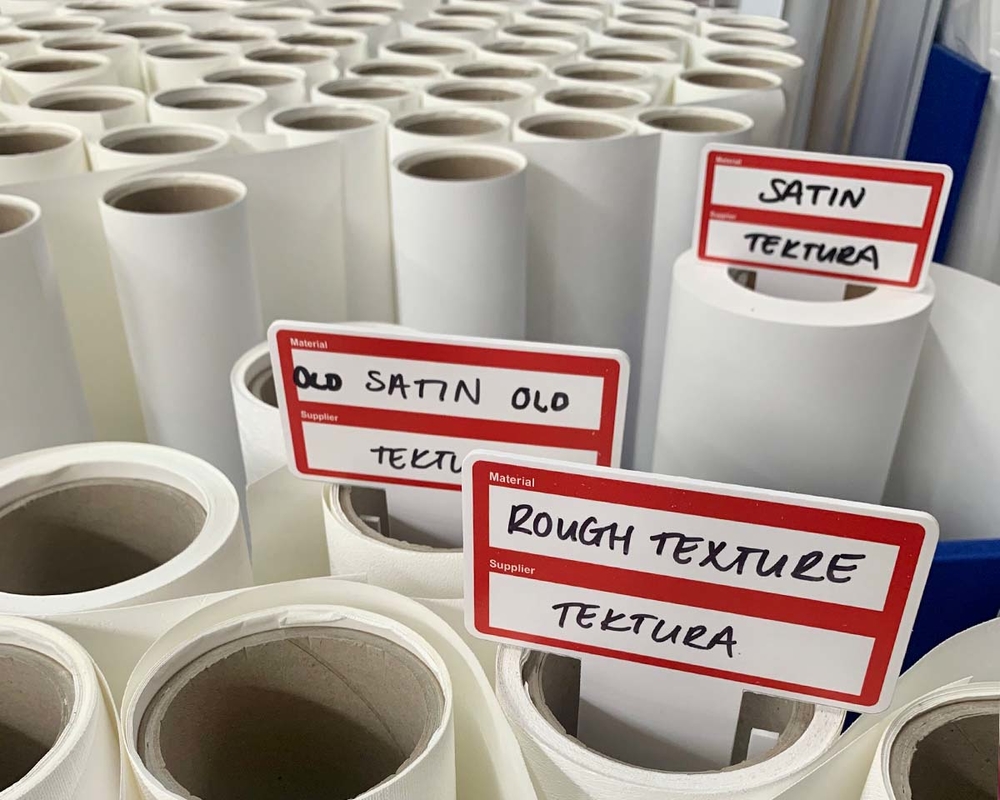 Material
SATIN
Supplier
TEKTURA
Material
OLD SATIN OLD
Supplier
Material
ROUGH TEXTURE
Supplier
TEKTURA